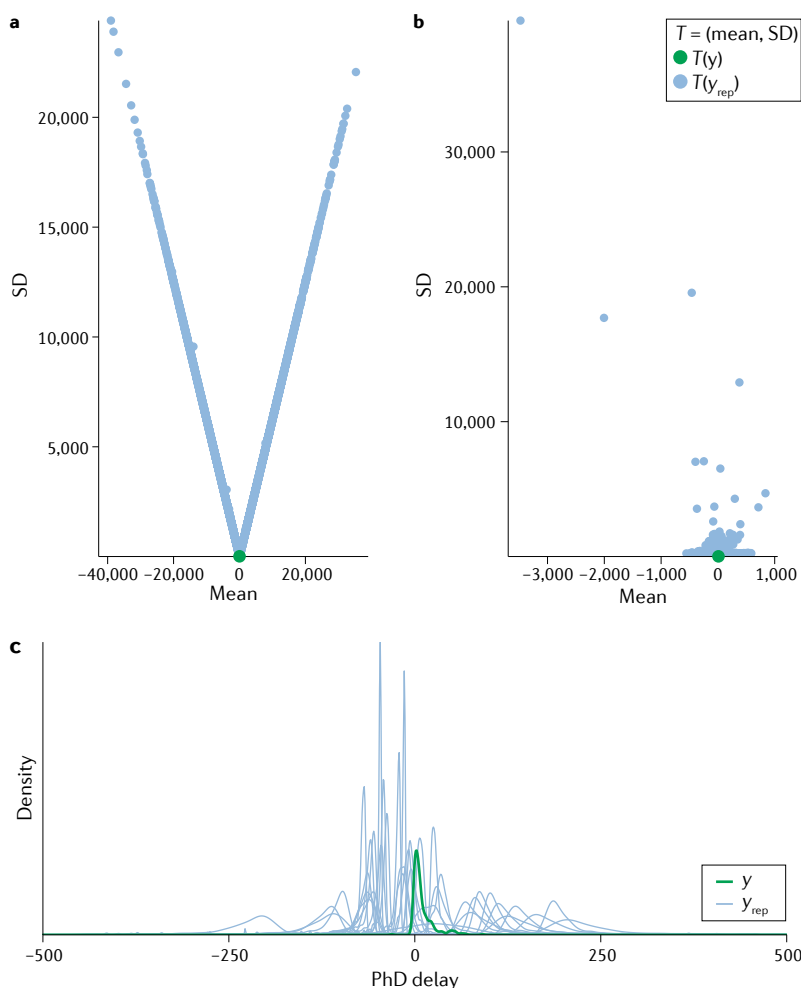 a
SD
20,000
15,000
10,000
5,000
−40,000 −20,000 0 20,000
Mean
b
T = (mean, SD)
T(y)
T(y_rep)
SD
30,000
20,000
10,000
−3,000 −2,000 −1,000 0 1,000
Mean
c
Density
y
y_rep
−500 −250 0 250 500
PhD delay